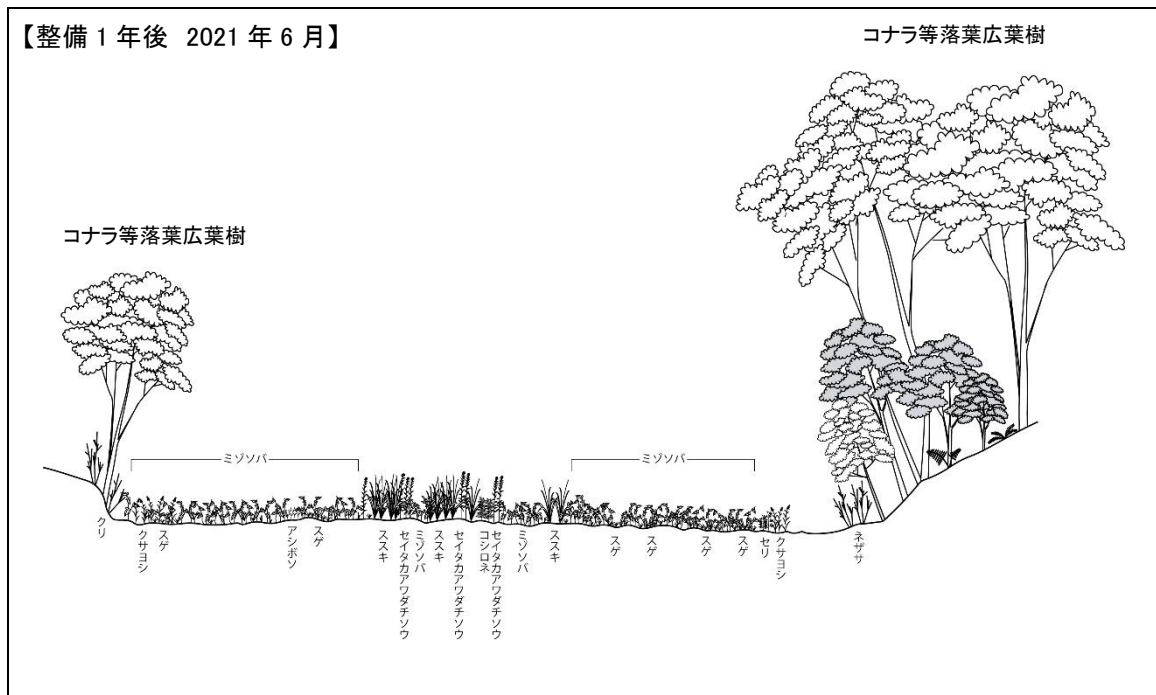 【整備1年後 2021年6月】
コナラ等落葉広葉樹
コナラ等落葉広葉樹
ミゾソバ
ミゾソバ
クリ
クサヨシ
スゲ
アシボソ
スゲ
ススキ
セイタカアワダチソウ
ミゾソバ
ススキ
セイタカアワダチソウ
コシロネ
セイタカアワダチソウ
ミゾソバ
ススキ
スゲ
スゲ
スゲ
スゲ
セリ
クサヨシ
ネザサ